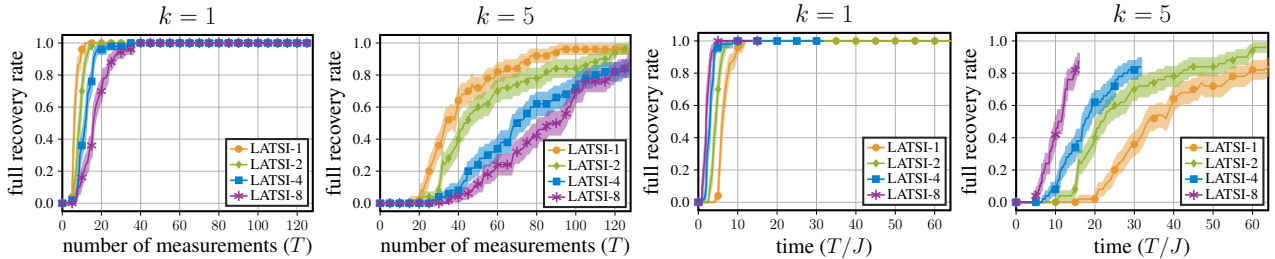 k = 1
full recovery rate
1.0
0.8
0.6
0.4
0.2
0.0
0 20 40 60 80 100 120
number of measurements (T)
LATSI-1
LATSI-2
LATSI-4
LATSI-8
k = 5
full recovery rate
1.0
0.8
0.6
0.4
0.2
0.0
0 20 40 60 80 100 120
number of measurements (T)
LATSI-1
LATSI-2
LATSI-4
LATSI-8
k = 1
full recovery rate
1.0
0.8
0.6
0.4
0.2
0.0
0 10 20 30 40 50 60
time (T/J)
LATSI-1
LATSI-2
LATSI-4
LATSI-8
k = 5
full recovery rate
1.0
0.8
0.6
0.4
0.2
0.0
0 10 20 30 40 50 60
time (T/J)
LATSI-1
LATSI-2
LATSI-4
LATSI-8